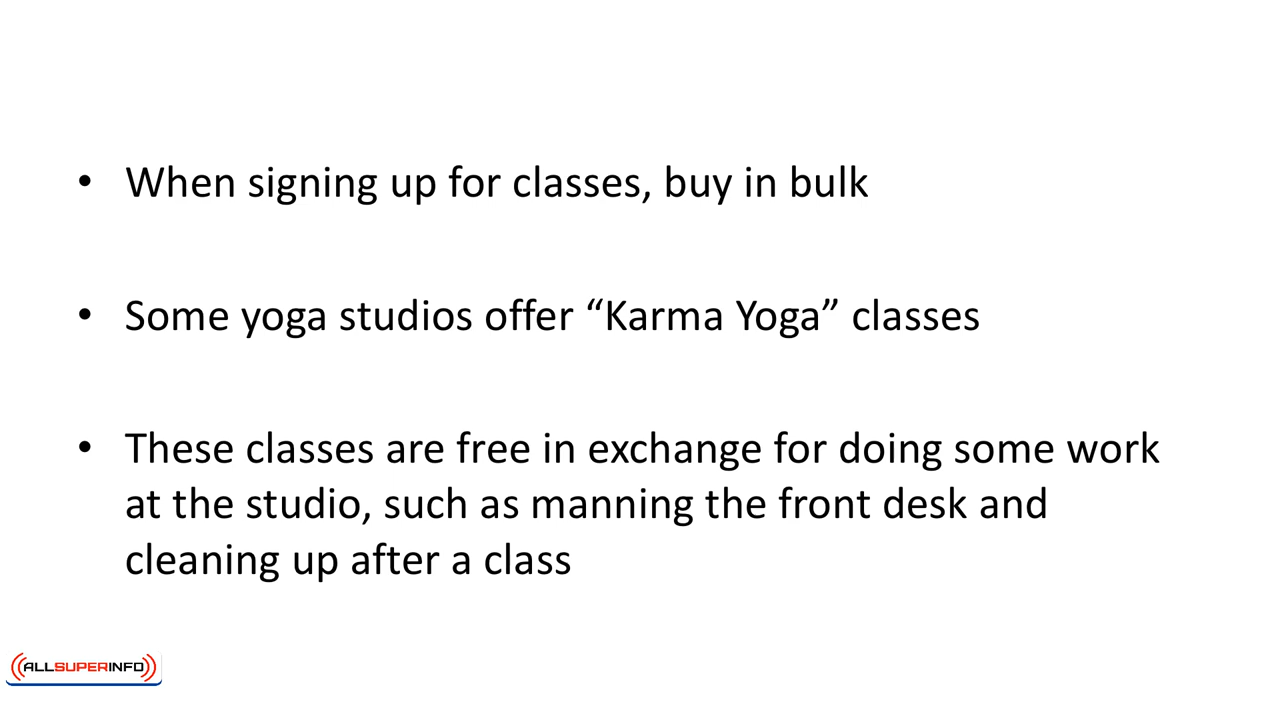 • When signing up for classes, buy in bulk
• Some yoga studios offer “Karma Yoga” classes
• These classes are free in exchange for doing some work
at the studio, such as manning the front desk and
cleaning up after a class
ALLSUPERINFO